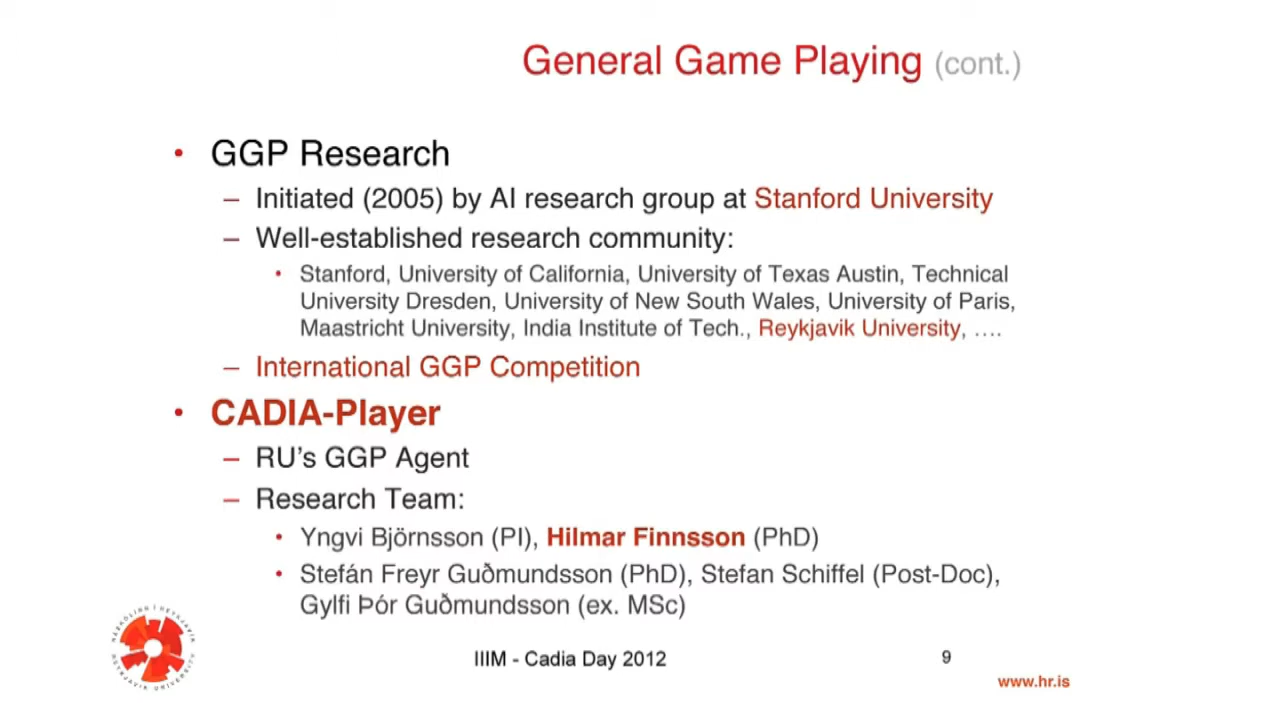 General Game Playing (cont.)
• GGP Research
– Initiated (2005) by AI research group at Stanford University
– Well-established research community:
• Stanford, University of California, University of Texas Austin, Technical
University Dresden, University of New South Wales, University of Paris,
Maastricht University, India Institute of Tech., Reykjavik University, ....
– International GGP Competition
• CADIA-Player
– RU's GGP Agent
– Research Team:
• Yngvi Björnsson (PI), Hilmar Finnsson (PhD)
• Stefán Freyr Guðmundsson (PhD), Stefan Schiffel (Post-Doc),
Gylfi Þór Guðmundsson (ex. MSc)
HÁSKÓLINN Í REYKJAVÍK
REYKJAVIK UNIVERSITY
IIIM - Cadia Day 2012
9
www.hr.is